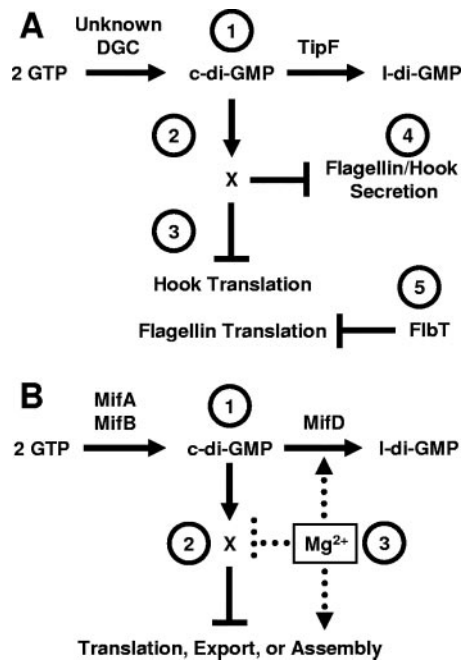 A
Unknown
DGC
1
TipF
2 GTP
c-di-GMP
l-di-GMP
2
4
X
Flagellin/Hook
Secretion
3
Hook Translation
5
Flagellin Translation
FlbT
B
MifA
MifB
1
MifD
2 GTP
c-di-GMP
l-di-GMP
2
X
Mg²⁺
3
Translation, Export, or Assembly